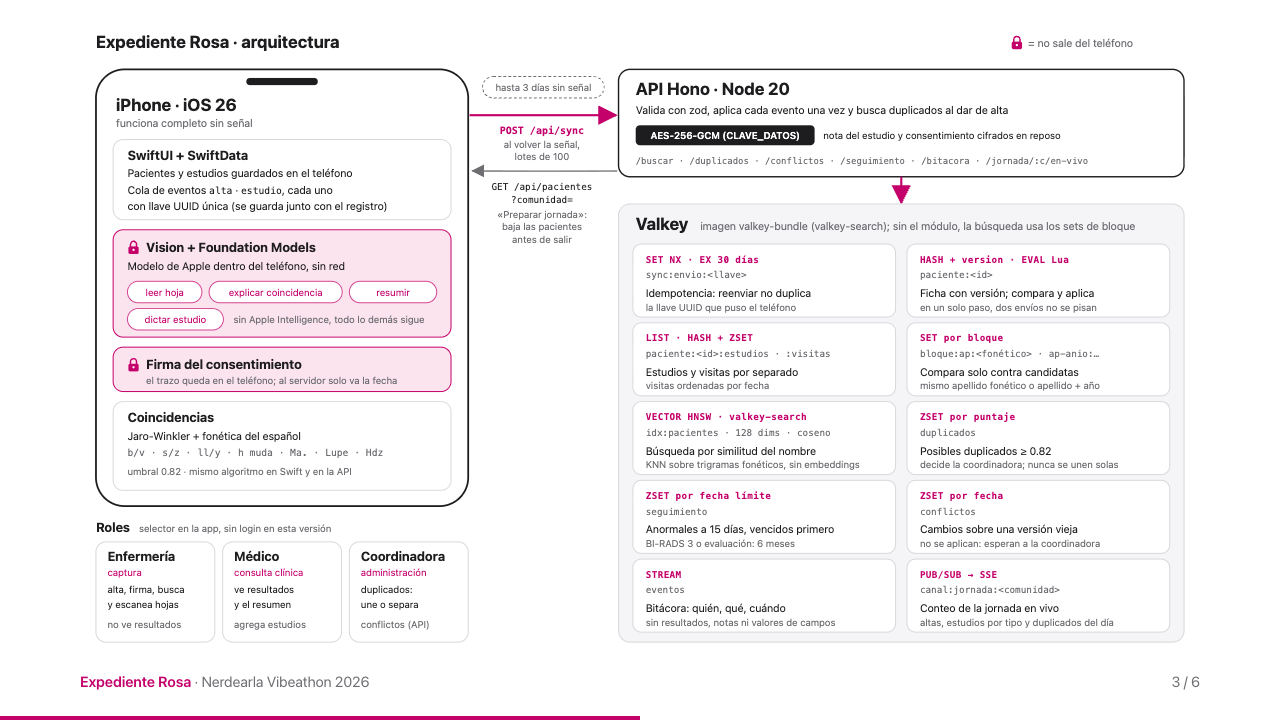 Expediente Rosa · arquitectura
= no sale del teléfono
iPhone · iOS 26
funciona completo sin señal
SwiftUI + SwiftData
Pacientes y estudios guardados en el teléfono
Cola de eventos alta · estudio, cada uno
con llave UUID única (se guarda junto con el registro)
Vision + Foundation Models
Modelo de Apple dentro del teléfono, sin red
leer hoja
explicar coincidencia
resumir
dictar estudio
sin Apple Intelligence, todo lo demás sigue
Firma del consentimiento
el trazo queda en el teléfono; al servidor solo va la fecha
Coincidencias
Jaro-Winkler + fonética del español
b/v · s/z · ll/y · h muda · Ma. · Lupe · Hdz
umbral 0.82 · mismo algoritmo en Swift y en la API
Roles selector en la app, sin login en esta versión
Enfermería
captura
alta, firma, busca
y escanea hojas
no ve resultados
Médico
consulta clínica
ve resultados
y el resumen
agrega estudios
Coordinadora
administración
duplicados:
une o separa
conflictos (API)
hasta 3 días sin señal
POST /api/sync
al volver la señal,
lotes de 100
GET /api/pacientes
?comunidad=
«Preparar jornada»:
baja las pacientes
antes de salir
API Hono · Node 20
Valida con zod, aplica cada evento una vez y busca duplicados al dar de alta
AES-256-GCM (CLAVE_DATOS)
nota del estudio y consentimiento cifrados en reposo
/buscar · /duplicados · /conflictos · /seguimiento · /bitacora · /jornada/:c/en-vivo
Valkey imagen valkey-bundle (valkey-search); sin el módulo, la búsqueda usa los sets de bloque
SET NX · EX 30 días
sync:envio:<llave>
Idempotencia: reenviar no duplica
la llave UUID que puso el teléfono
HASH + version · EVAL Lua
paciente:<id>
Ficha con versión; compara y aplica
en un solo paso, dos envíos no se pisan
LIST · HASH + ZSET
paciente:<id>:estudios · :visitas
Estudios y visitas por separado
visitas ordenadas por fecha
SET por bloque
bloque:ap:<fonético> · ap-anio:…
Compara solo contra candidatas
mismo apellido fonético o apellido + año
VECTOR HNSW · valkey-search
idx:pacientes · 128 dims · coseno
Búsqueda por similitud del nombre
KNN sobre trigramas fonéticos, sin embeddings
ZSET por puntaje
duplicados
Posibles duplicados ≥ 0.82
decide la coordinadora; nunca se unen solas
ZSET por fecha límite
seguimiento
Anormales a 15 días, vencidos primero
BI-RADS 3 o evaluación: 6 meses
ZSET por fecha
conflictos
Cambios sobre una versión vieja
no se aplican: esperan a la coordinadora
STREAM
eventos
Bitácora: quién, qué, cuándo
sin resultados, notas ni valores de campos
PUB/SUB → SSE
canal:jornada:<comunidad>
Conteo de la jornada en vivo
altas, estudios por tipo y duplicados del día
Expediente Rosa · Nerdearla Vibeathon 2026
3 / 6